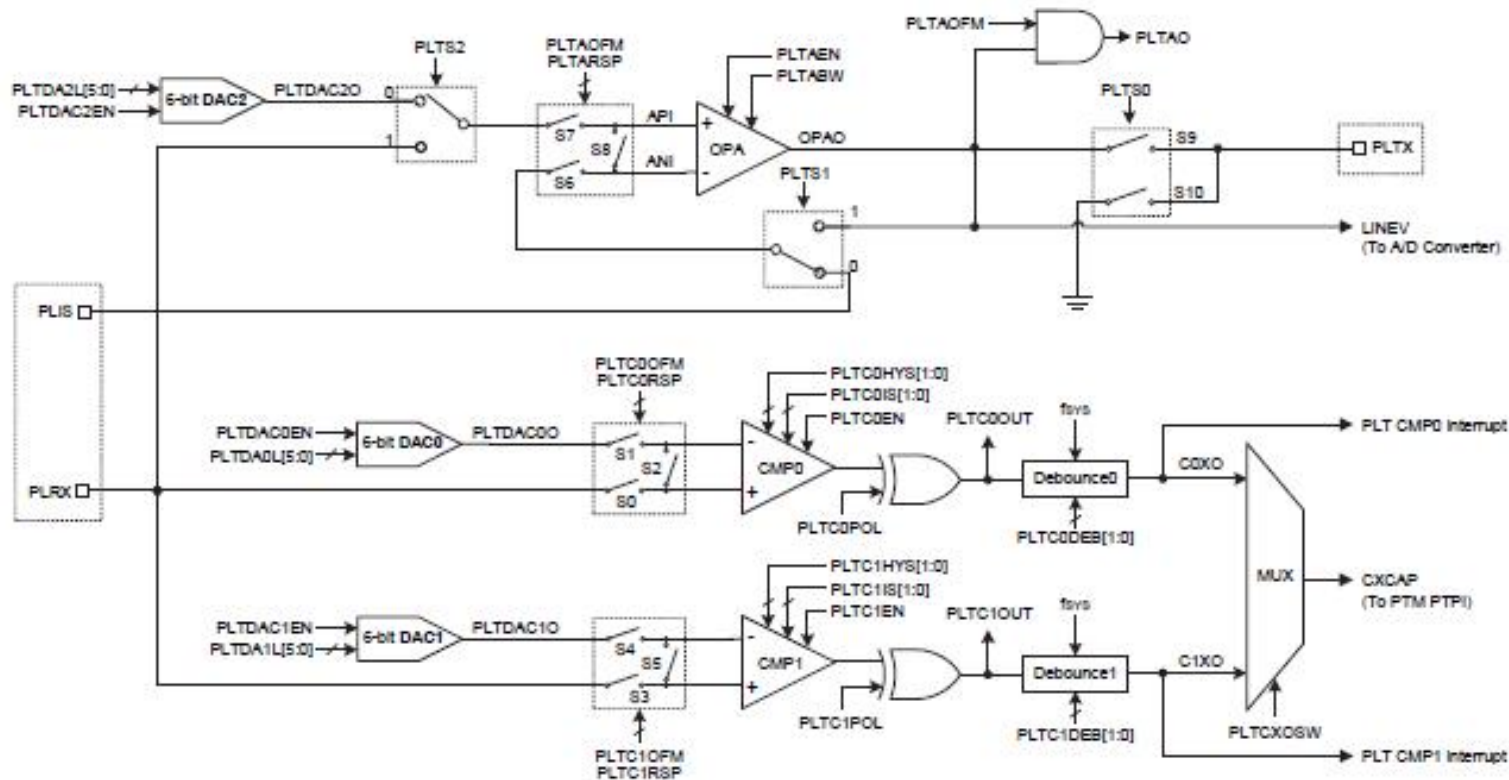 PLTAOFM
PLTAO
PLTS2
PLTAOFM
PLTARSP
PLTAEN
PLTABW
PLTDA2L[5:0]
PLTDAC2EN
6-bit DAC2
PLTDAC2O
0
1
S7
S8
S6
API
ANI
+
-
OPA
OPAO
PLTS0
S9
S10
PLTX
PLTS1
1
0
LINEV
(To A/D Converter)
PLIS
PLRX
PLTC0OFM
PLTC0RSP
PLTC0HYS[1:0]
PLTC0IS[1:0]
PLTC0EN
PLTDAC0EN
PLTDA0L[5:0]
6-bit DAC0
PLTDAC0O
S1
S2
S0
-
+
CMP0
PLTC0POL
PLTC0OUT
fSYS
Debounce0
PLTC0DEB[1:0]
C0XO
PLT CMP0 Interrupt
MUX
CXCAP
(To PTM PTPI)
PLTC1HYS[1:0]
PLTC1IS[1:0]
PLTC1EN
PLTDAC1EN
PLTDA1L[5:0]
6-bit DAC1
PLTDAC1O
S4
S5
S3
-
+
CMP1
PLTC1POL
PLTC1OUT
fSYS
Debounce1
PLTC1DEB[1:0]
C1XO
PLTCXOSW
PLTC1OFM
PLTC1RSP
PLT CMP1 Interrupt